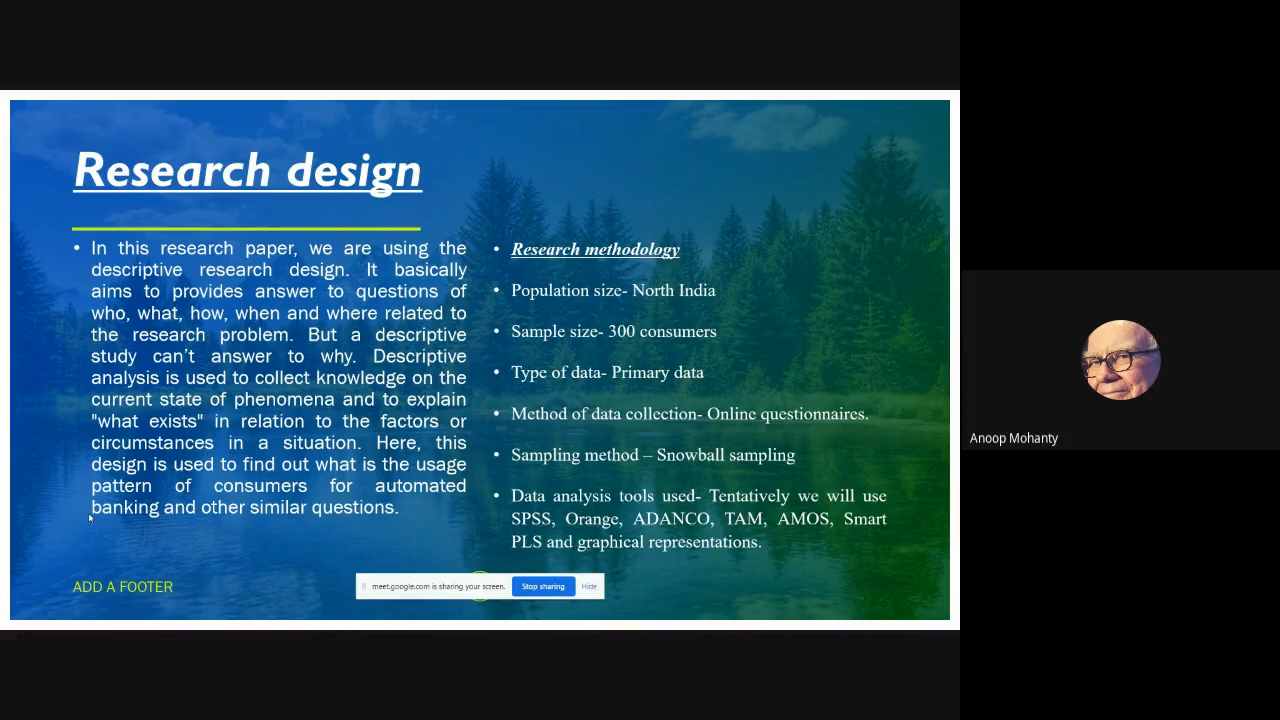 Research design
• In this research paper, we are using the
descriptive research design. It basically
aims to provides answer to questions of
who, what, how, when and where related to
the research problem. But a descriptive
study can’t answer to why. Descriptive
analysis is used to collect knowledge on the
current state of phenomena and to explain
"what exists" in relation to the factors or
circumstances in a situation. Here, this
design is used to find out what is the usage
pattern of consumers for automated
banking and other similar questions.
• Research methodology
• Population size- North India
• Sample size- 300 consumers
• Type of data- Primary data
• Method of data collection- Online questionnaires.
• Sampling method – Snowball sampling
• Data analysis tools used- Tentatively we will use
SPSS, Orange, ADANCO, TAM, AMOS, Smart
PLS and graphical representations.
ADD A FOOTER
meet.google.com is sharing your screen. Stop sharing Hide
Anoop Mohanty